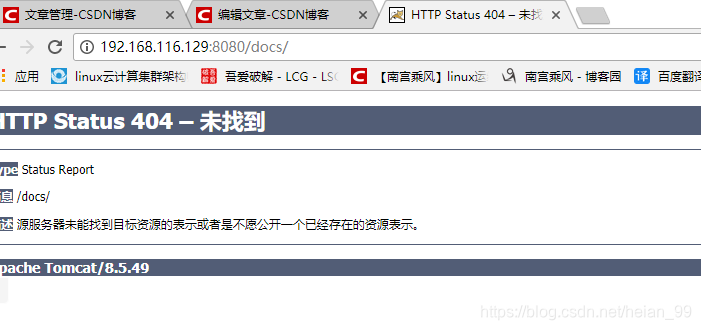 文章管理-CSDN博客 编辑文章-CSDN博客 HTTP Status 404 – 未找
192.168.116.129:8080/docs/
应用 linux云计算集群架构 吾爱破解 - LCG - LSC 【南宫乘风】linux运 南宫乘风 - 博客园 百度翻译
HTTP Status 404 – 未找到
ype Status Report
息 /docs/
述 源服务器未能找到目标资源的表示或者是不愿公开一个已经存在的资源表示。
pache Tomcat/8.5.49
https://blog.csdn.net/heian_99